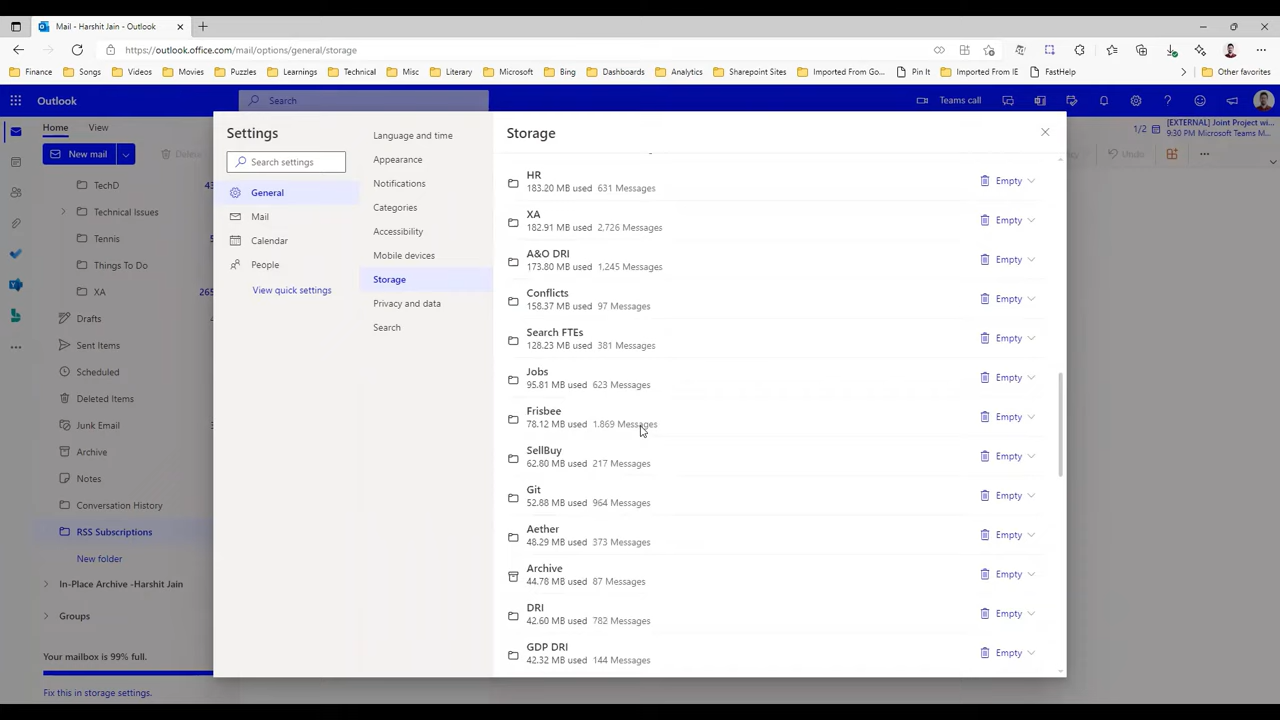 Mail - Harshit Jain - Outlook
https://outlook.office.com/mail/options/general/storage
Finance Songs Videos Movies Puzzles Learnings Technical Misc Literary Microsoft Bing Dashboards Analytics Sharepoint Sites Imported From Go... Pin It Imported From IE FastHelp Other favorites
Outlook
Search
Teams call
[EXTERNAL] Joint Project wi...
1/2
9:30 PM Microsoft Teams M...
Home View
New mail
Delete
Undo
TechD 43
Technical Issues
Tennis
Things To Do
XA 265
Drafts
Sent Items
Scheduled
Deleted Items
Junk Email
Archive
Notes
Conversation History
RSS Subscriptions
New folder
In-Place Archive -Harshit Jain
Groups
Your mailbox is 99% full.
Fix this in storage settings.
Settings
Search settings
General
Mail
Calendar
People
View quick settings
Language and time
Appearance
Notifications
Categories
Accessibility
Mobile devices
Storage
Privacy and data
Search
Storage
HR
183.20 MB used 631 Messages
Empty
XA
182.91 MB used 2,726 Messages
Empty
A&O DRI
173.80 MB used 1,245 Messages
Empty
Conflicts
158.37 MB used 97 Messages
Empty
Search FTEs
128.23 MB used 381 Messages
Empty
Jobs
95.81 MB used 623 Messages
Empty
Frisbee
78.12 MB used 1,869 Messages
Empty
SellBuy
62.80 MB used 217 Messages
Empty
Git
52.88 MB used 964 Messages
Empty
Aether
48.29 MB used 373 Messages
Empty
Archive
44.78 MB used 87 Messages
Empty
DRI
42.60 MB used 782 Messages
Empty
GDP DRI
42.32 MB used 144 Messages
Empty